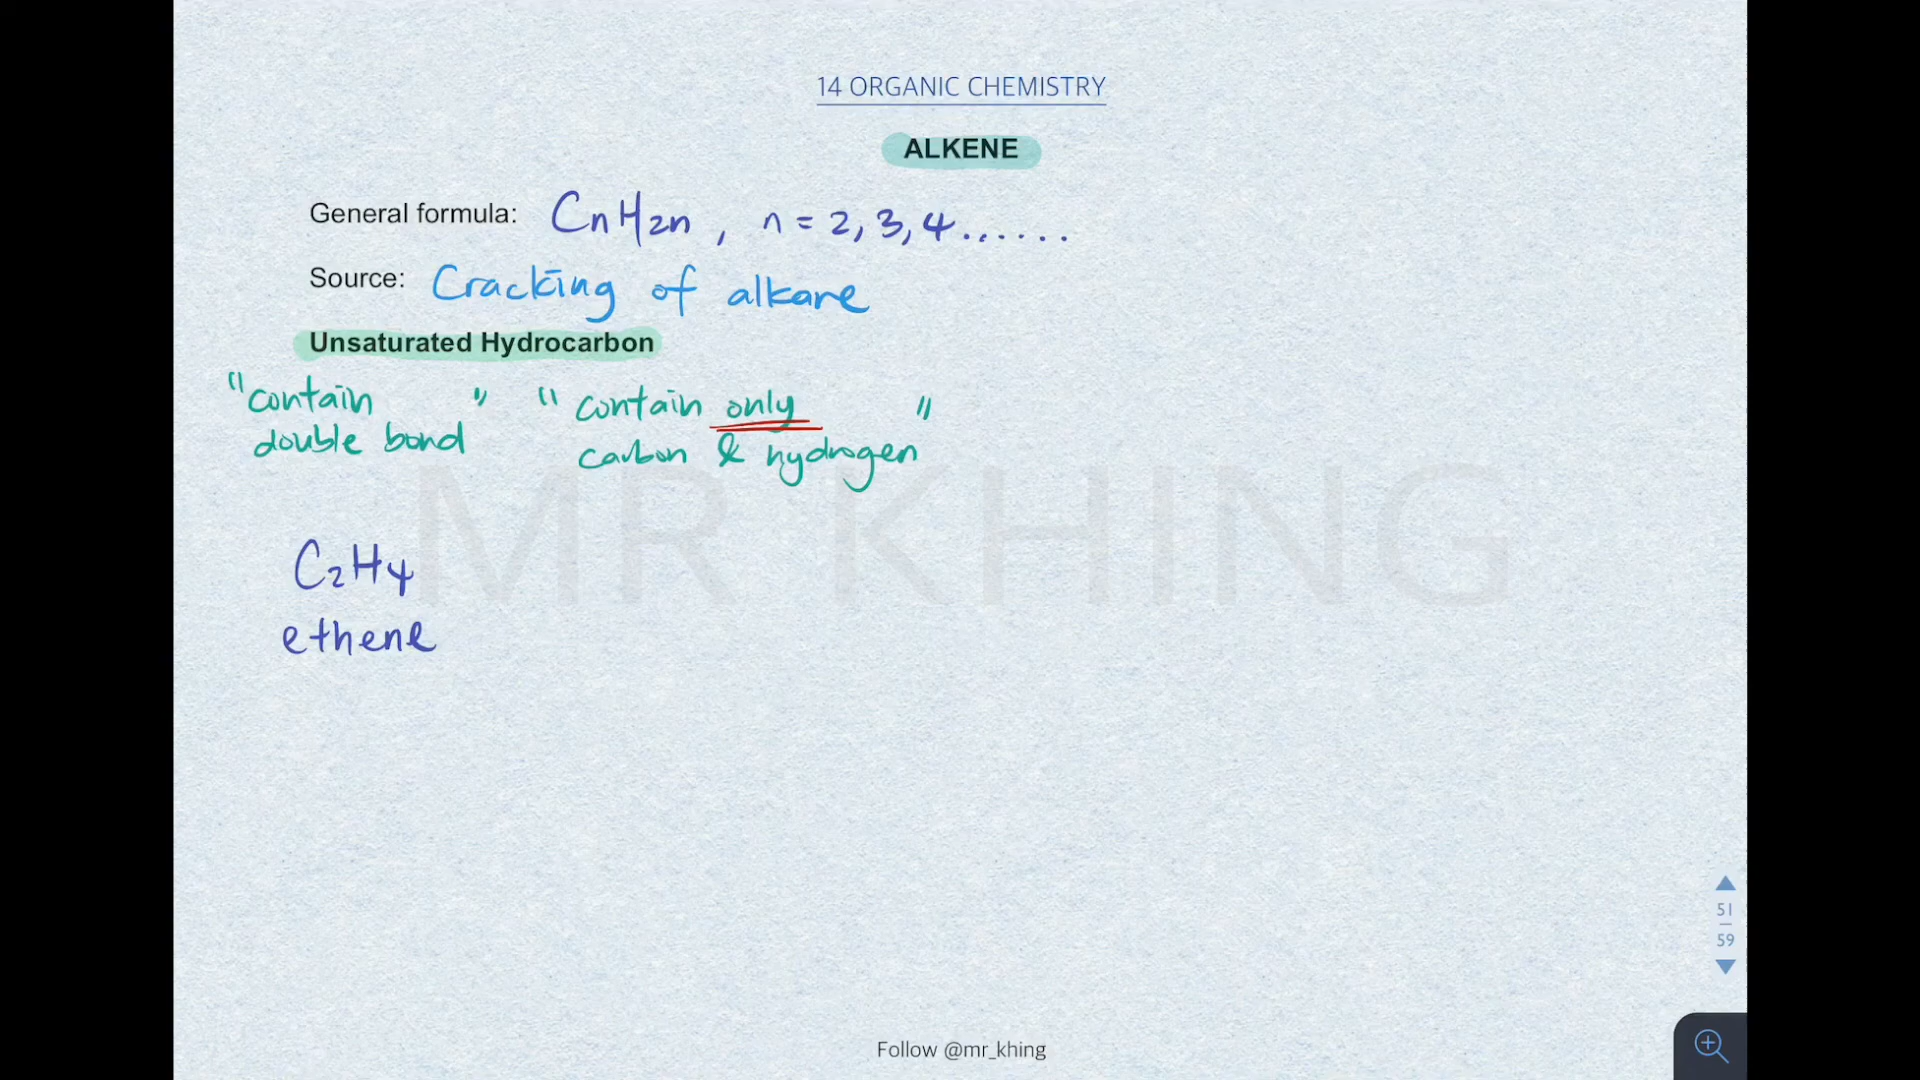 14 ORGANIC CHEMISTRY
ALKENE
General formula: CnH2n, n = 2, 3, 4......
Source: Cracking of alkane
Unsaturated Hydrocarbon
"contain " " contain only "
double bond carbon & hydrogen
MR KHING
C2H4
ethene
51
59
Follow @mr_khing